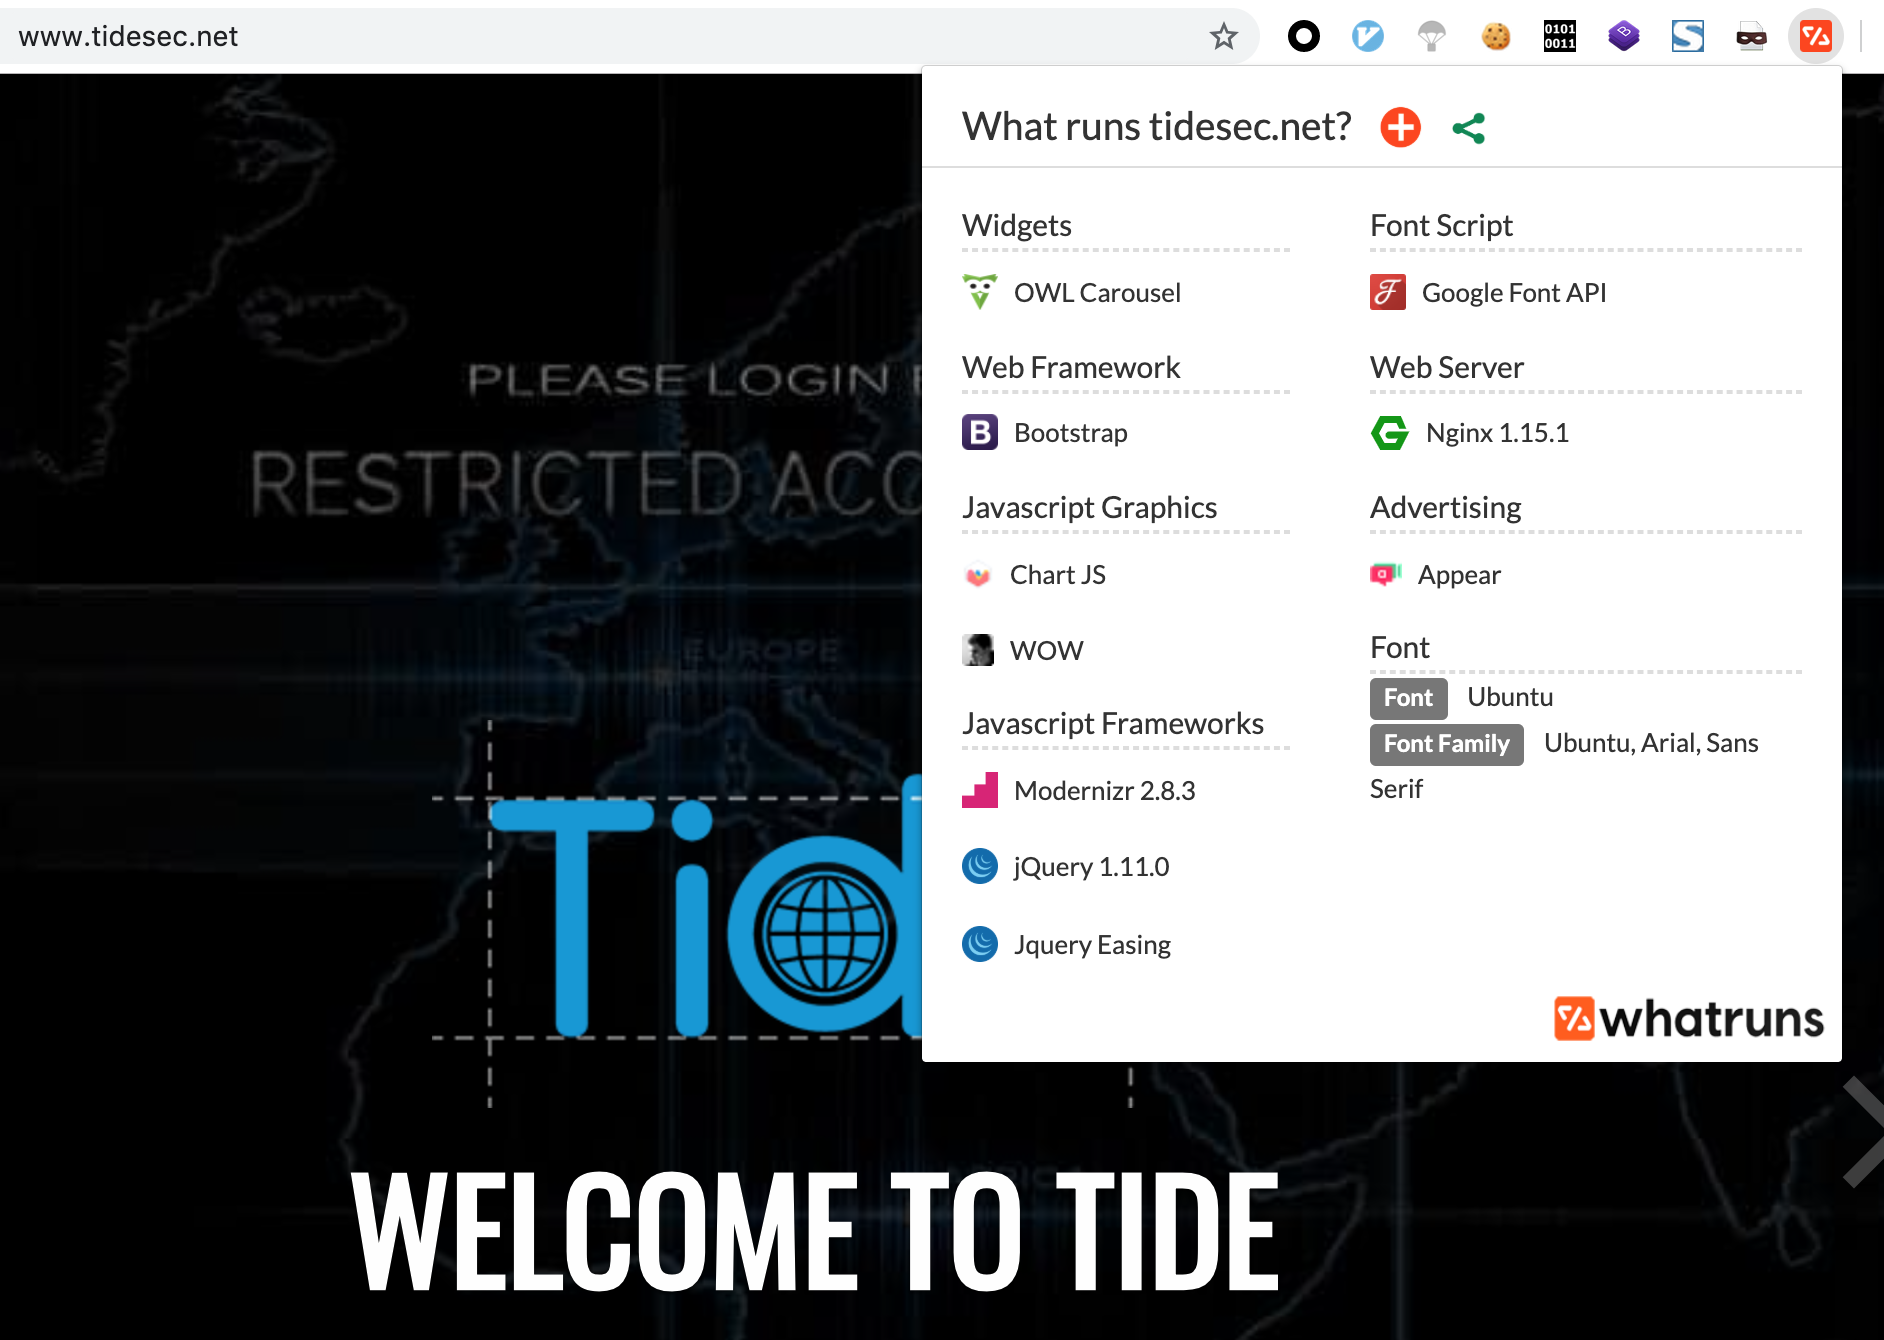 www.tidesec.net
0101
0011
What runs tidesec.net?
Widgets
OWL Carousel
Web Framework
B Bootstrap
Javascript Graphics
Chart JS
WOW
Javascript Frameworks
Modernizr 2.8.3
jQuery 1.11.0
Jquery Easing
Font Script
Google Font API
Web Server
Nginx 1.15.1
Advertising
a Appear
Font
Font Ubuntu
Font Family Ubuntu, Arial, Sans
Serif
whatruns
PLEASE LOGIN
RESTRICTED ACC
EUROPE
Tid
WELCOME TO TIDE